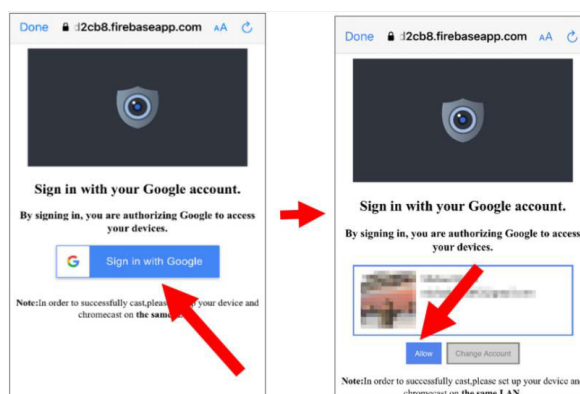 Done d2cb8.firebaseapp.com AA
Sign in with your Google account.
By signing in, you are authorizing Google to access
your devices.
G Sign in with Google
Note:In order to successfully cast,please your device and
chromecast on the same
Done d2cb8.firebaseapp.com AA
Sign in with your Google account.
By signing in, you are authorizing Google to access
your devices.
Allow Change Account
Note:In order to successfully cast,please set up your device and
chromecast on the same LAN